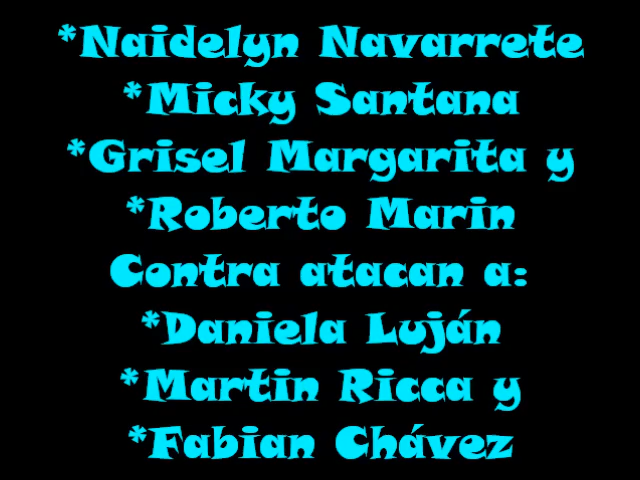 *Naidelyn Navarrete
*Micky Santana
*Grisel Margarita y
*Roberto Marin
Contra atacan a:
*Daniela Luján
*Martin Ricca y
*Fabian Chávez